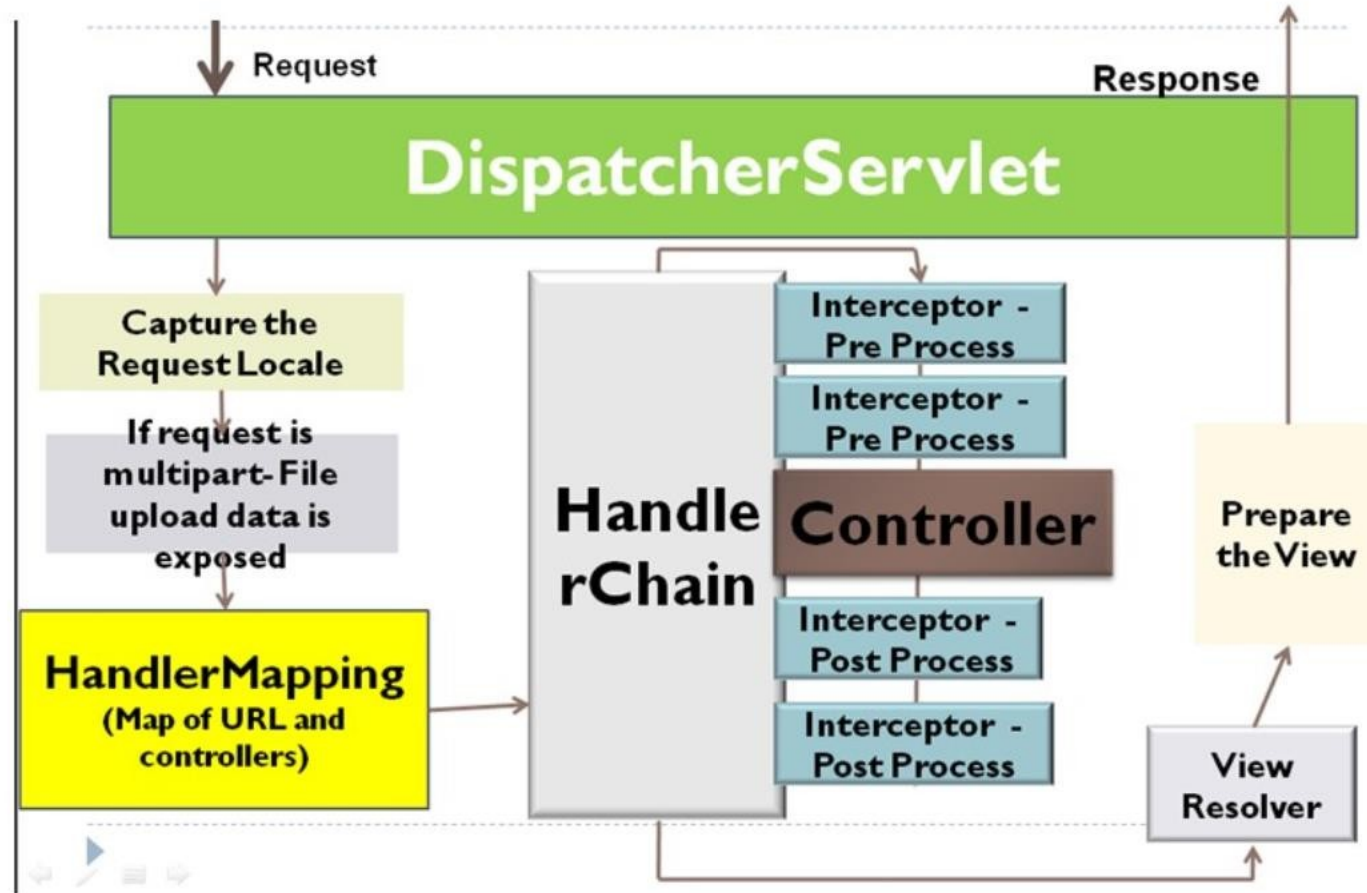 Request
Response
DispatcherServlet
Capture the
Request Locale
If request is
multipart-File
upload data is
exposed
HandlerMapping
(Map of URL and
controllers)
Handle
rChain
Interceptor -
Pre Process
Interceptor -
Pre Process
Controller
Interceptor -
Post Process
Interceptor -
Post Process
View
Resolver
Prepare
the View